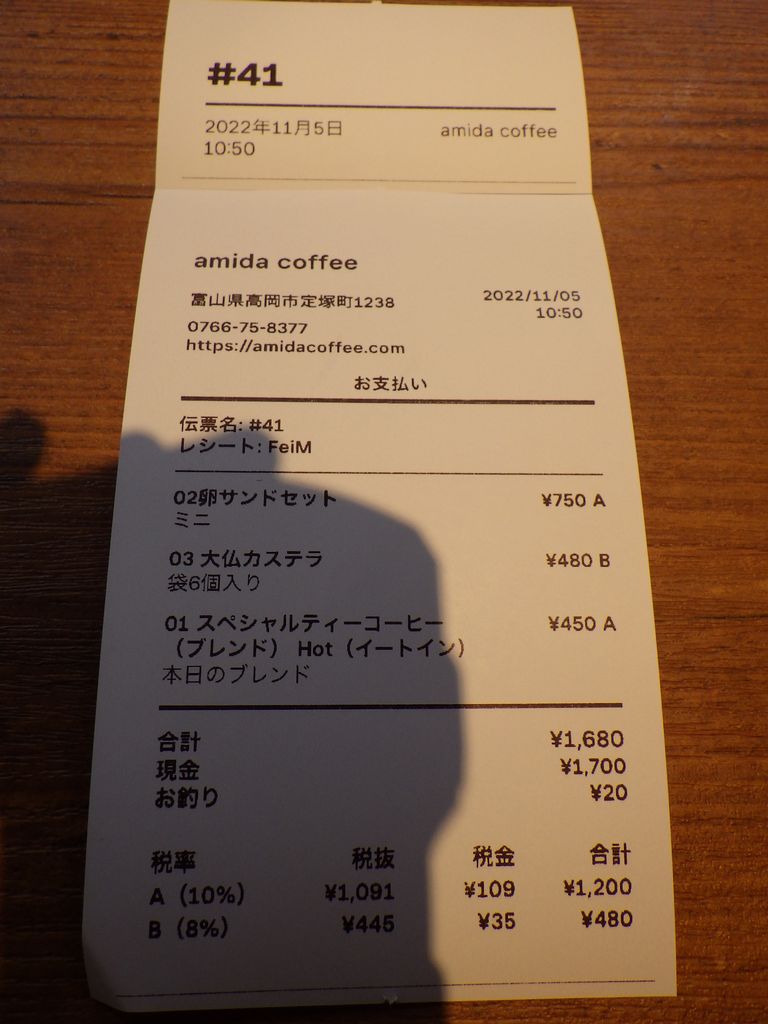 #41
2022年11月5日 amida coffee
10:50
amida coffee
富山県高岡市定塚町1238 2022/11/05
10:50
0766-75-8377
https://amidacoffee.com
お支払い
伝票名: #41
レシート: FeiM
02卵サンドセット ¥750 A
ミニ
03 大仏カステラ ¥480 B
袋6個入り
01 スペシャルティーコーヒー ¥450 A
（ブレンド） Hot（イートイン）
本日のブレンド
合計 ¥1,680
現金 ¥1,700
お釣り ¥20
税率 税抜 税金 合計
A（10%） ¥1,091 ¥109 ¥1,200
B（8%） ¥445 ¥35 ¥480